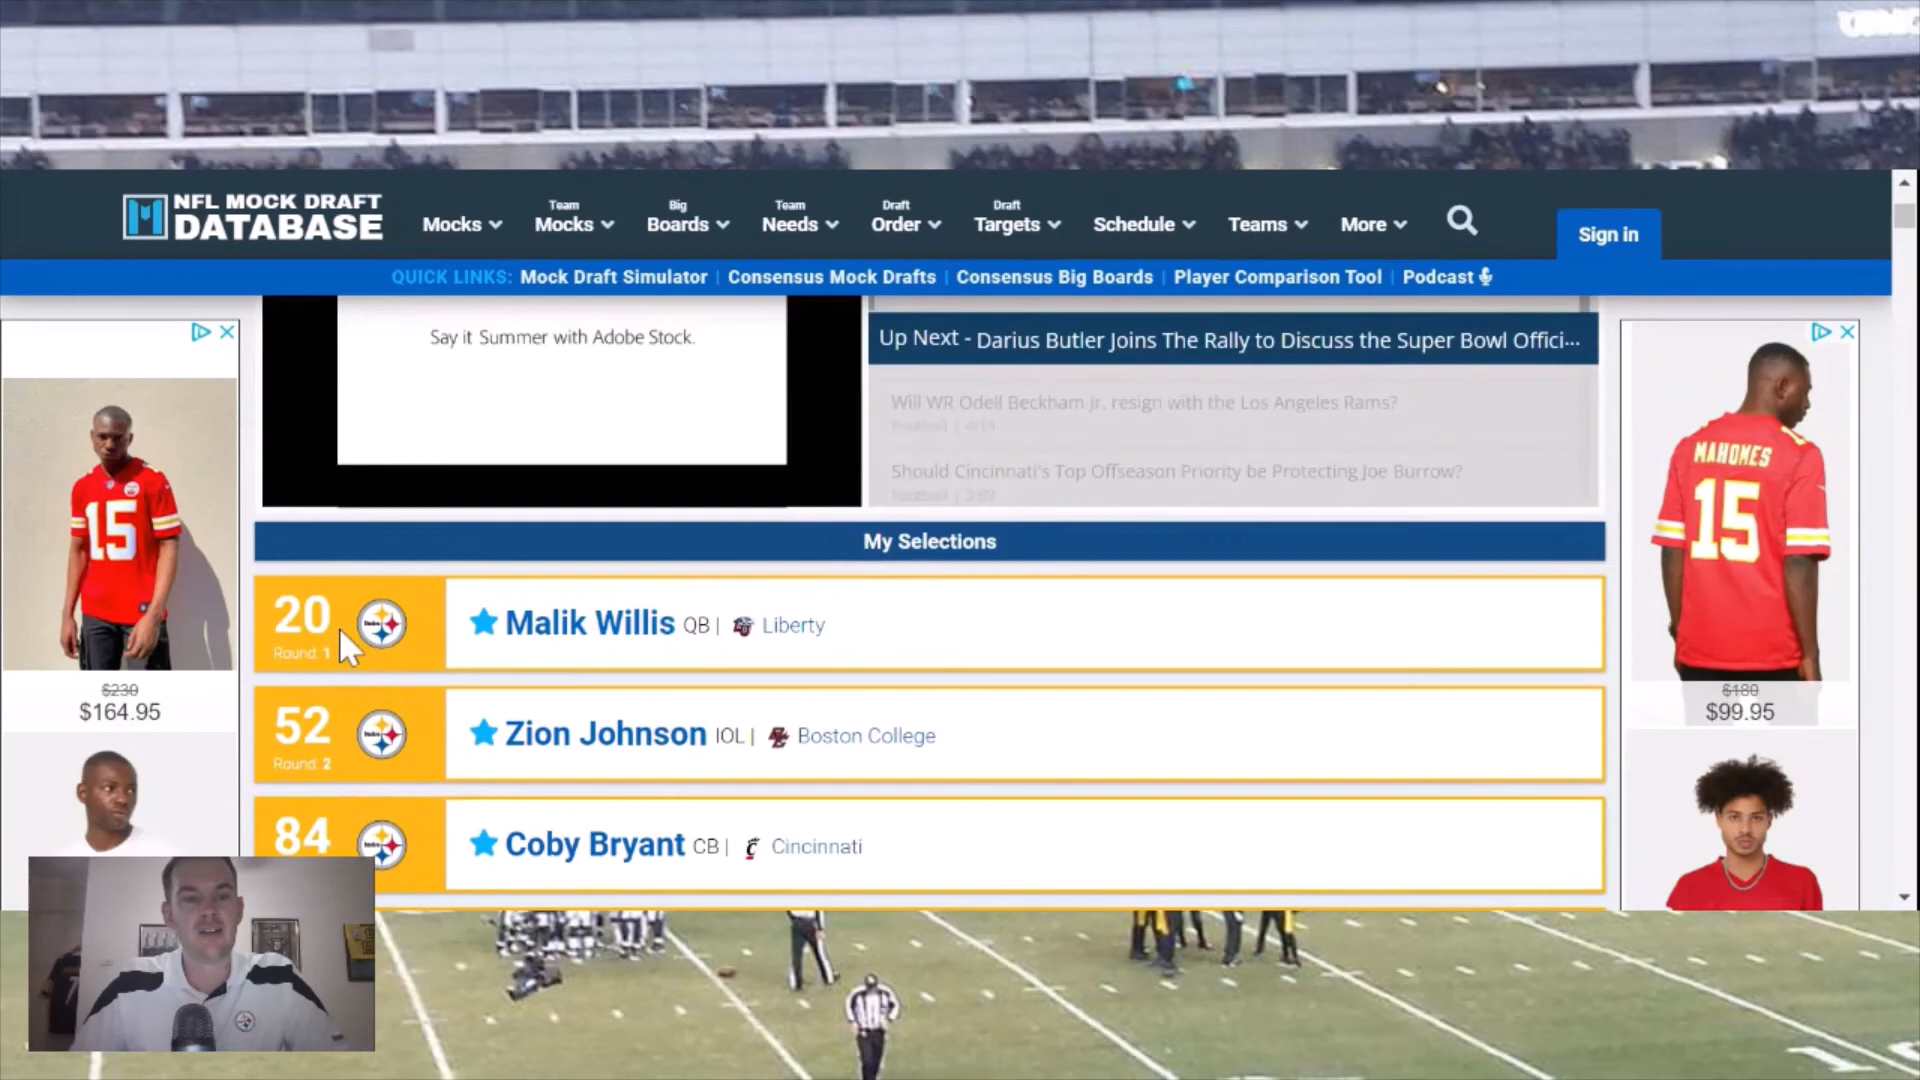 NFL MOCK DRAFT
DATABASE
Mocks
Team
Mocks
Big
Boards
Team
Needs
Draft
Order
Draft
Targets
Schedule
Teams
More
Sign in
QUICK LINKS: Mock Draft Simulator | Consensus Mock Drafts | Consensus Big Boards | Player Comparison Tool | Podcast
Say it Summer with Adobe Stock.
Up Next - Darius Butler Joins The Rally to Discuss the Super Bowl Offici...
Will WR Odell Beckham Jr. resign with the Los Angeles Rams?
Football | 4:15
Should Cincinnati's Top Offseason Priority be Protecting Joe Burrow?
15
$230
$164.95
MAHOMES
15
$180
$99.95
My Selections
20
Round: 1
Malik Willis QB | Liberty
52
Round: 2
Zion Johnson IOL | Boston College
84
Coby Bryant CB | Cincinnati